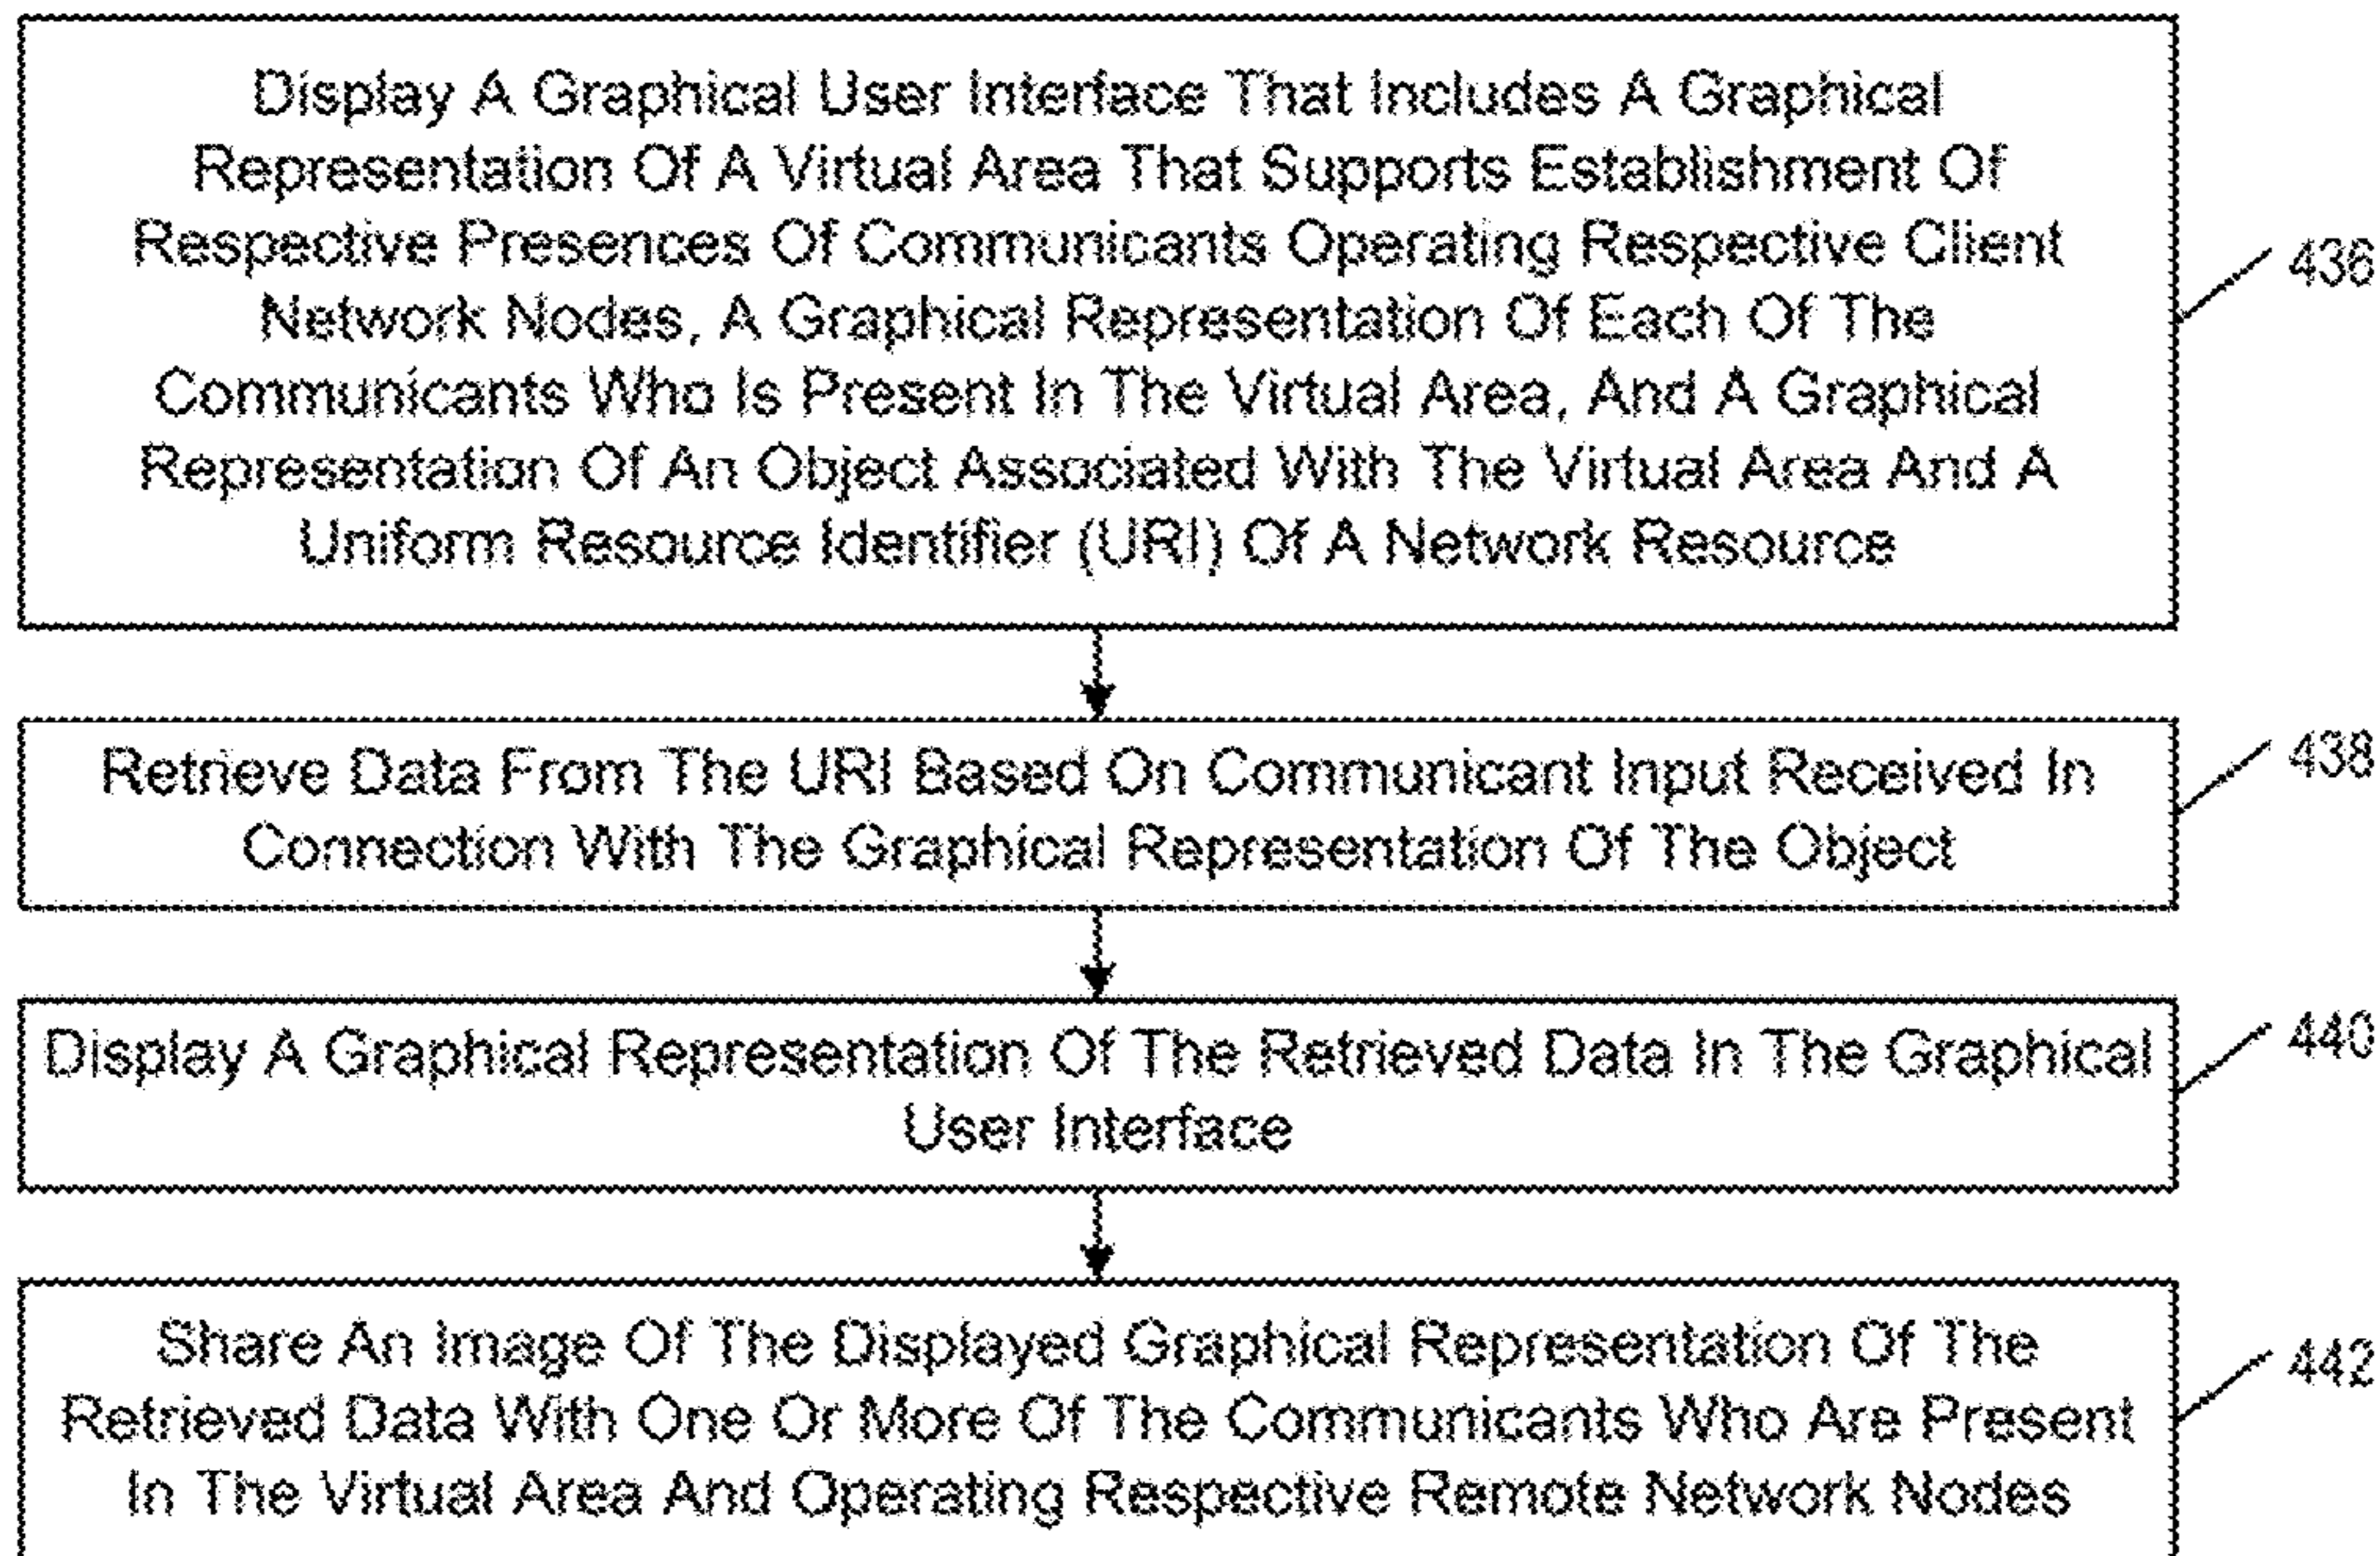 Display A Graphical User Interface That Includes A Graphical
Representation Of A Virtual Area That Supports Establishment Of
Respective Presences Of Communicants Operating Respective Client
Network Nodes, A Graphical Representation Of Each Of The
Communicants Who Is Present In The Virtual Area, And A Graphical
Representation Of An Object Associated With The Virtual Area And A
Uniform Resource Identifier (URI) Of A Network Resource
436
Retrieve Data From The URI Based On Communicant Input Received In
Connection With The Graphical Representation Of The Object
438
Display A Graphical Representation Of The Retrieved Data In The Graphical
User Interface
440
Share An Image Of The Displayed Graphical Representation Of The
Retrieved Data With One Or More Of The Communicants Who Are Present
In The Virtual Area And Operating Respective Remote Network Nodes
442